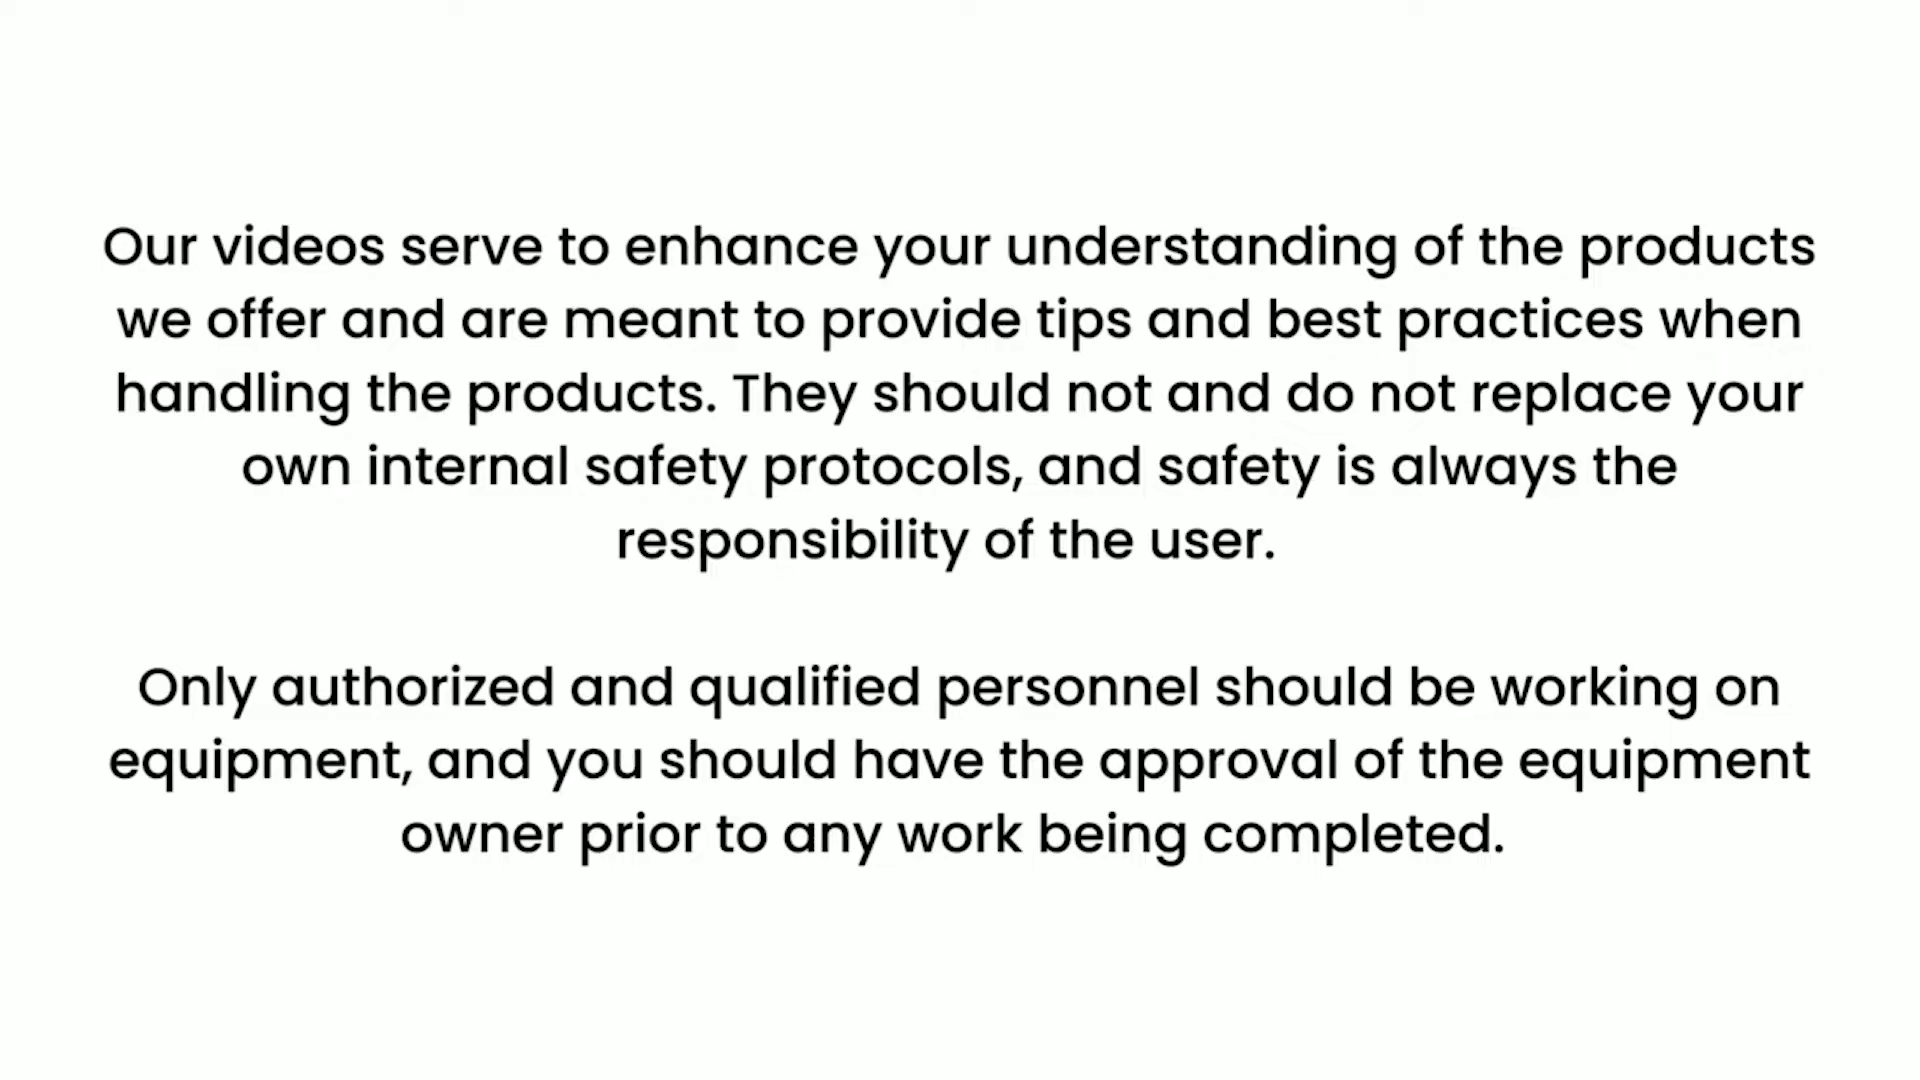 Our videos serve to enhance your understanding of the products
we offer and are meant to provide tips and best practices when
handling the products. They should not and do not replace your
own internal safety protocols, and safety is always the
responsibility of the user.
Only authorized and qualified personnel should be working on
equipment, and you should have the approval of the equipment
owner prior to any work being completed.